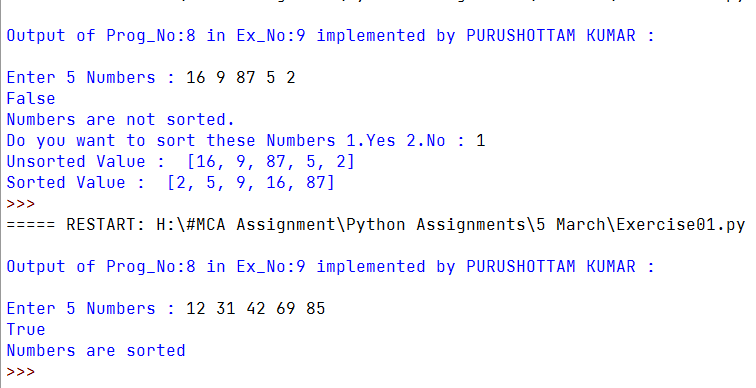 Output of Prog_No:8 in Ex_No:9 implemented by PURUSHOTTAM KUMAR :
Enter 5 Numbers : 16 9 87 5 2
False
Numbers are not sorted.
Do you want to sort these Numbers 1.Yes 2.No : 1
Unsorted Value :  [16, 9, 87, 5, 2]
Sorted Value :  [2, 5, 9, 16, 87]
>>>
===== RESTART: H:\#MCA Assignment\Python Assignments\5 March\Exercise01.py
Output of Prog_No:8 in Ex_No:9 implemented by PURUSHOTTAM KUMAR :
Enter 5 Numbers : 12 31 42 69 85
True
Numbers are sorted
>>>